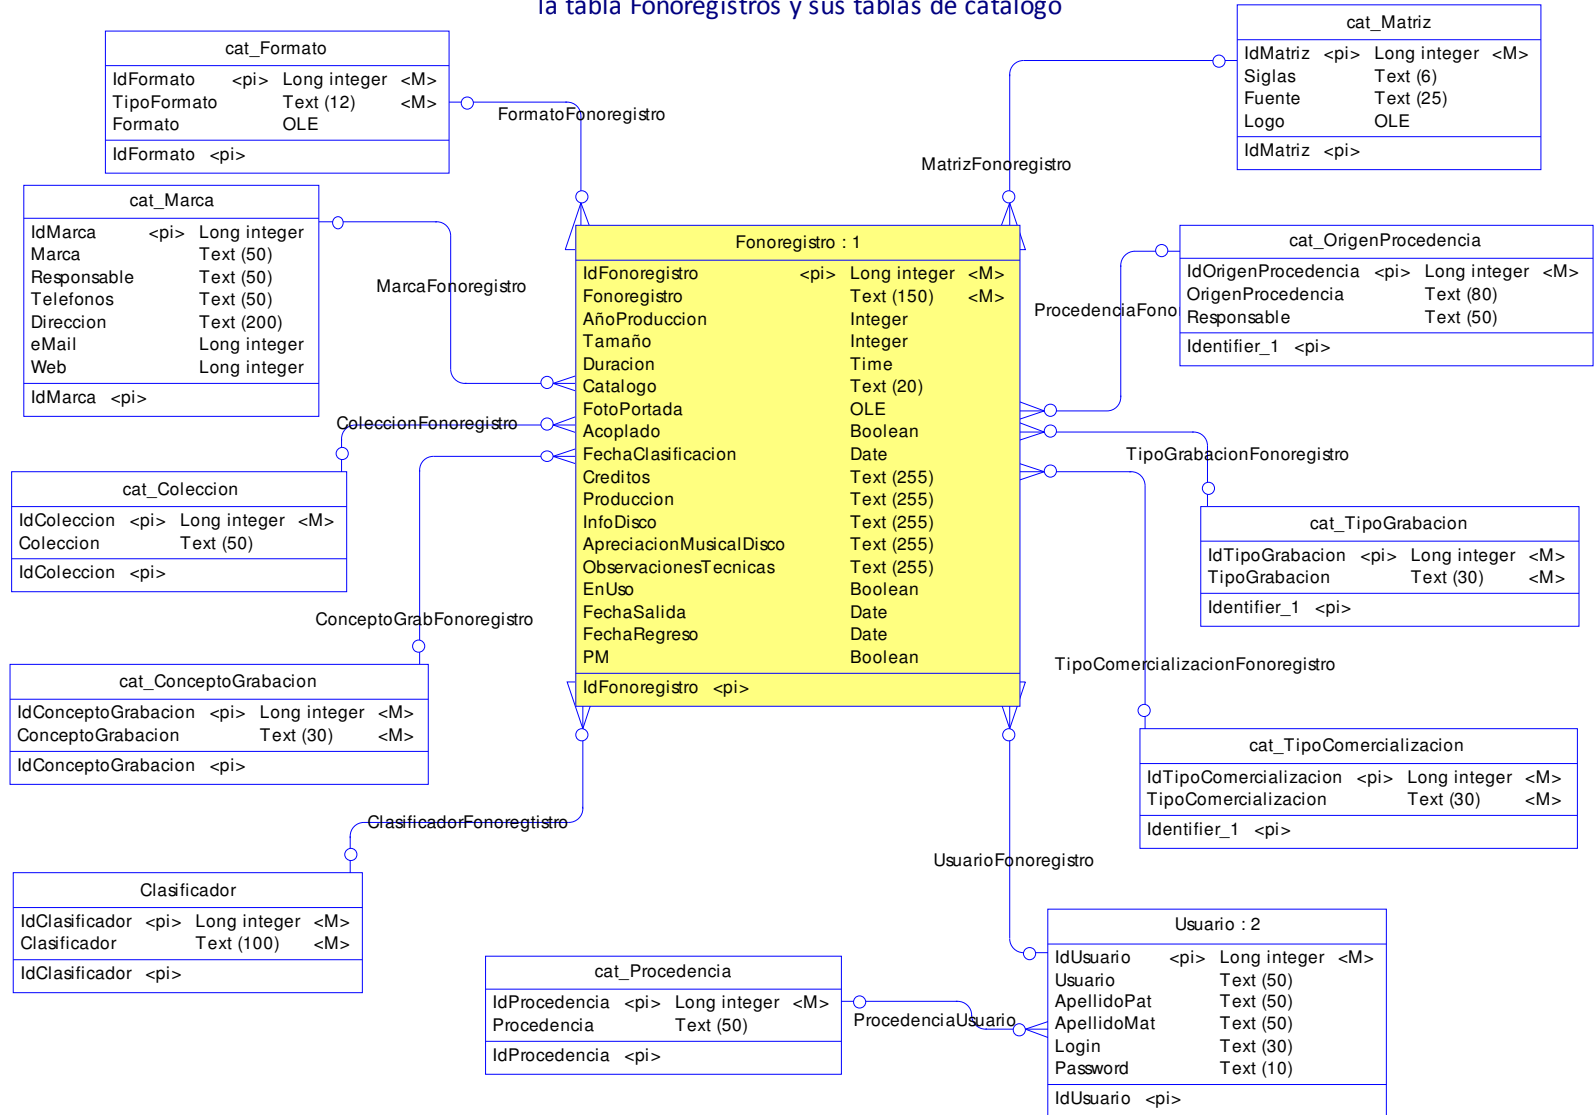 la tabla Fonoregistros y sus tablas de catalogo
cat_Formato
IdFormato <pi> Long integer <M>
TipoFormato Text (12) <M>
Formato OLE
IdFormato <pi>
FormatoFonoregistro
cat_Matriz
IdMatriz <pi> Long integer <M>
Siglas Text (6)
Fuente Text (25)
Logo OLE
IdMatriz <pi>
MatrizFonoregistro
cat_Marca
IdMarca <pi> Long integer
Marca Text (50)
Responsable Text (50)
Telefonos Text (50)
Direccion Text (200)
eMail Long integer
Web Long integer
IdMarca <pi>
MarcaFonoregistro
Fonoregistro : 1
IdFonoregistro <pi> Long integer <M>
Fonoregistro Text (150) <M>
AñoProduccion Integer
Tamaño Integer
Duracion Time
Catalogo Text (20)
FotoPortada OLE
Acoplado Boolean
FechaClasificacion Date
Creditos Text (255)
Produccion Text (255)
InfoDisco Text (255)
ApreciacionMusicalDisco Text (255)
ObservacionesTecnicas Text (255)
EnUso Boolean
FechaSalida Date
FechaRegreso Date
PM Boolean
IdFonoregistro <pi>
cat_OrigenProcedencia
IdOrigenProcedencia <pi> Long integer <M>
OrigenProcedencia Text (80)
Responsable Text (50)
Identifier_1 <pi>
ProcedenciaFono
ColeccionFonoregistro
cat_Coleccion
IdColeccion <pi> Long integer <M>
Coleccion Text (50)
IdColeccion <pi>
TipoGrabacionFonoregistro
cat_TipoGrabacion
IdTipoGrabacion <pi> Long integer <M>
TipoGrabacion Text (30) <M>
Identifier_1 <pi>
ConceptoGrabFonoregistro
cat_ConceptoGrabacion
IdConceptoGrabacion <pi> Long integer <M>
ConceptoGrabacion Text (30) <M>
IdConceptoGrabacion <pi>
TipoComercializacionFonoregistro
cat_TipoComercializacion
IdTipoComercializacion <pi> Long integer <M>
TipoComercializacion Text (30) <M>
Identifier_1 <pi>
ClasificadorFonoregtistro
Clasificador
IdClasificador <pi> Long integer <M>
Clasificador Text (100) <M>
IdClasificador <pi>
UsuarioFonoregistro
cat_Procedencia
IdProcedencia <pi> Long integer <M>
Procedencia Text (50)
IdProcedencia <pi>
ProcedenciaUsuario
Usuario : 2
IdUsuario <pi> Long integer <M>
Usuario Text (50)
ApellidoPat Text (50)
ApellidoMat Text (50)
Login Text (30)
Password Text (10)
IdUsuario <pi>